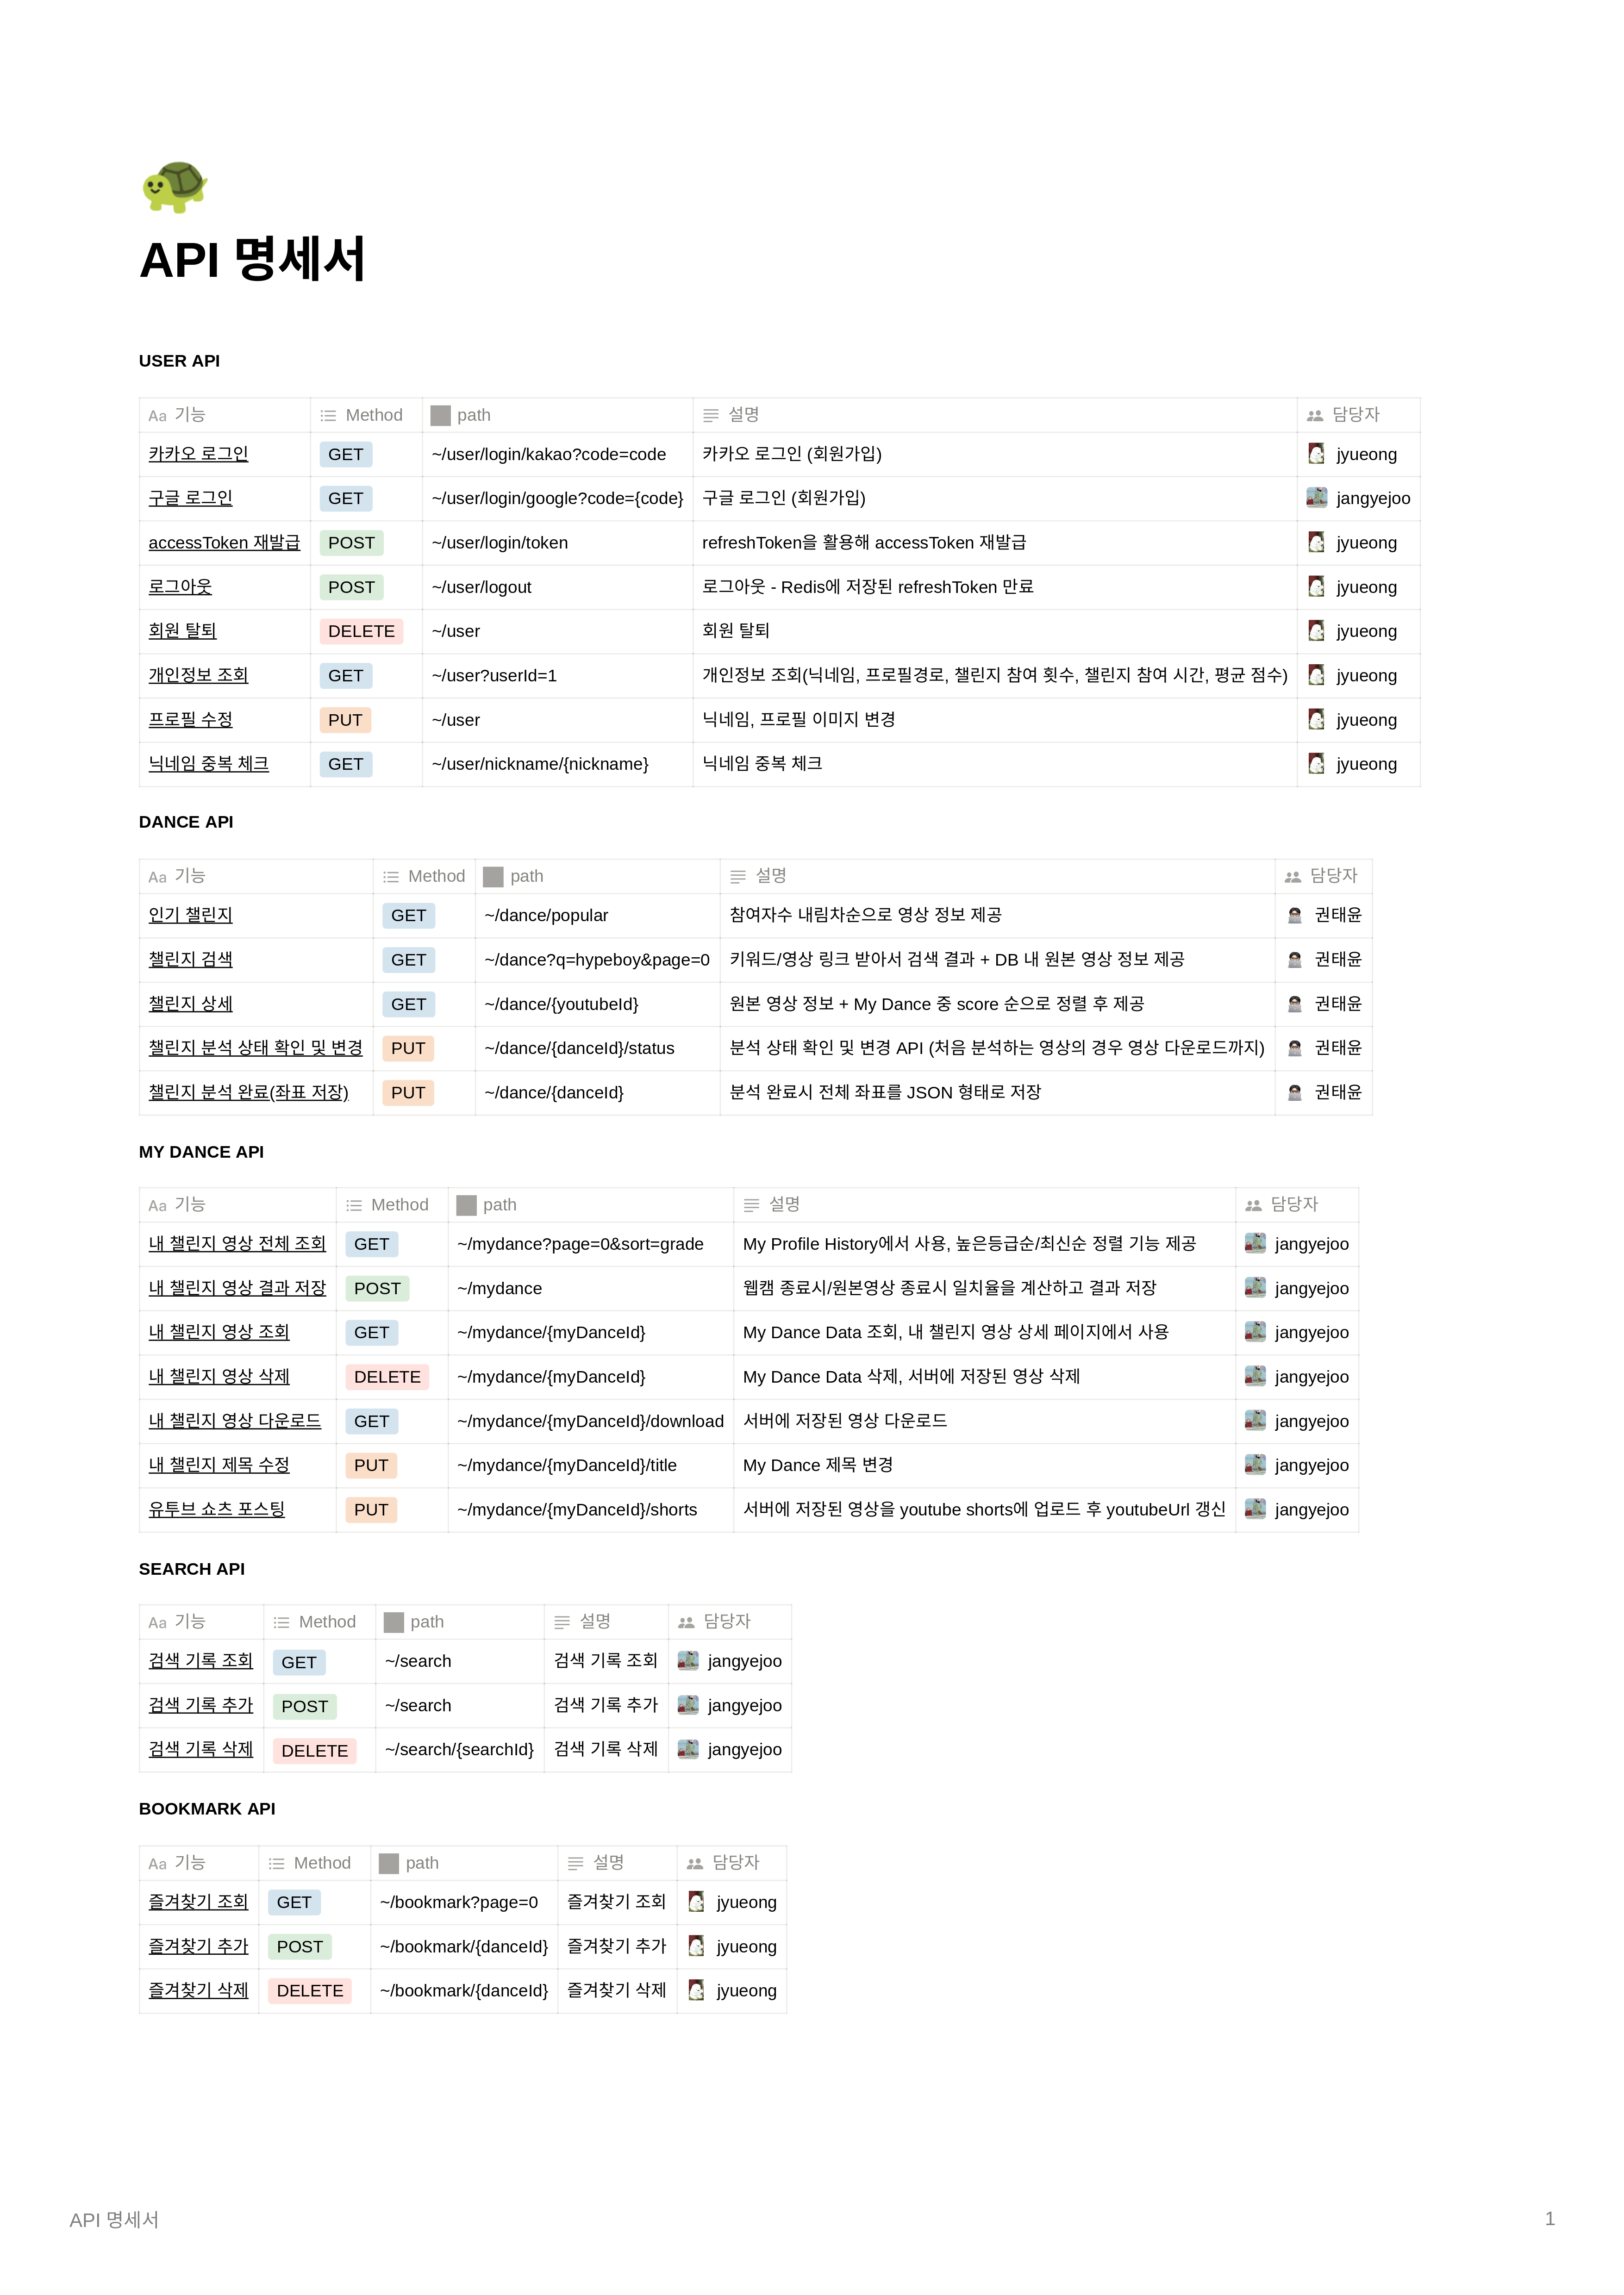 API 명세서
USER API
Aa 기능 Method path 설명 담당자
카카오 로그인 GET ~/user/login/kakao?code=code 카카오 로그인 (회원가입) jyueong
구글 로그인 GET ~/user/login/google?code={code} 구글 로그인 (회원가입) jangyejoo
accessToken 재발급 POST ~/user/login/token refreshToken을 활용해 accessToken 재발급 jyueong
로그아웃 POST ~/user/logout 로그아웃 - Redis에 저장된 refreshToken 만료 jyueong
회원 탈퇴 DELETE ~/user 회원 탈퇴 jyueong
개인정보 조회 GET ~/user?userId=1 개인정보 조회(닉네임, 프로필경로, 챌린지 참여 횟수, 챌린지 참여 시간, 평균 점수) jyueong
프로필 수정 PUT ~/user 닉네임, 프로필 이미지 변경 jyueong
닉네임 중복 체크 GET ~/user/nickname/{nickname} 닉네임 중복 체크 jyueong
DANCE API
Aa 기능 Method path 설명 담당자
인기 챌린지 GET ~/dance/popular 참여자수 내림차순으로 영상 정보 제공 권태윤
챌린지 검색 GET ~/dance?q=hypeboy&page=0 키워드/영상 링크 받아서 검색 결과 + DB 내 원본 영상 정보 제공 권태윤
챌린지 상세 GET ~/dance/{youtubeId} 원본 영상 정보 + My Dance 중 score 순으로 정렬 후 제공 권태윤
챌린지 분석 상태 확인 및 변경 PUT ~/dance/{danceId}/status 분석 상태 확인 및 변경 API (처음 분석하는 영상의 경우 영상 다운로드까지) 권태윤
챌린지 분석 완료(좌표 저장) PUT ~/dance/{danceId} 분석 완료시 전체 좌표를 JSON 형태로 저장 권태윤
MY DANCE API
Aa 기능 Method path 설명 담당자
내 챌린지 영상 전체 조회 GET ~/mydance?page=0&sort=grade My Profile History에서 사용, 높은등급순/최신순 정렬 기능 제공 jangyejoo
내 챌린지 영상 결과 저장 POST ~/mydance 웹캠 종료시/원본영상 종료시 일치율을 계산하고 결과 저장 jangyejoo
내 챌린지 영상 조회 GET ~/mydance/{myDanceId} My Dance Data 조회, 내 챌린지 영상 상세 페이지에서 사용 jangyejoo
내 챌린지 영상 삭제 DELETE ~/mydance/{myDanceId} My Dance Data 삭제, 서버에 저장된 영상 삭제 jangyejoo
내 챌린지 영상 다운로드 GET ~/mydance/{myDanceId}/download 서버에 저장된 영상 다운로드 jangyejoo
내 챌린지 제목 수정 PUT ~/mydance/{myDanceId}/title My Dance 제목 변경 jangyejoo
유투브 쇼츠 포스팅 PUT ~/mydance/{myDanceId}/shorts 서버에 저장된 영상을 youtube shorts에 업로드 후 youtubeUrl 갱신 jangyejoo
SEARCH API
Aa 기능 Method path 설명 담당자
검색 기록 조회 GET ~/search 검색 기록 조회 jangyejoo
검색 기록 추가 POST ~/search 검색 기록 추가 jangyejoo
검색 기록 삭제 DELETE ~/search/{searchId} 검색 기록 삭제 jangyejoo
BOOKMARK API
Aa 기능 Method path 설명 담당자
즐겨찾기 조회 GET ~/bookmark?page=0 즐겨찾기 조회 jyueong
즐겨찾기 추가 POST ~/bookmark/{danceId} 즐겨찾기 추가 jyueong
즐겨찾기 삭제 DELETE ~/bookmark/{danceId} 즐겨찾기 삭제 jyueong
API 명세서 1